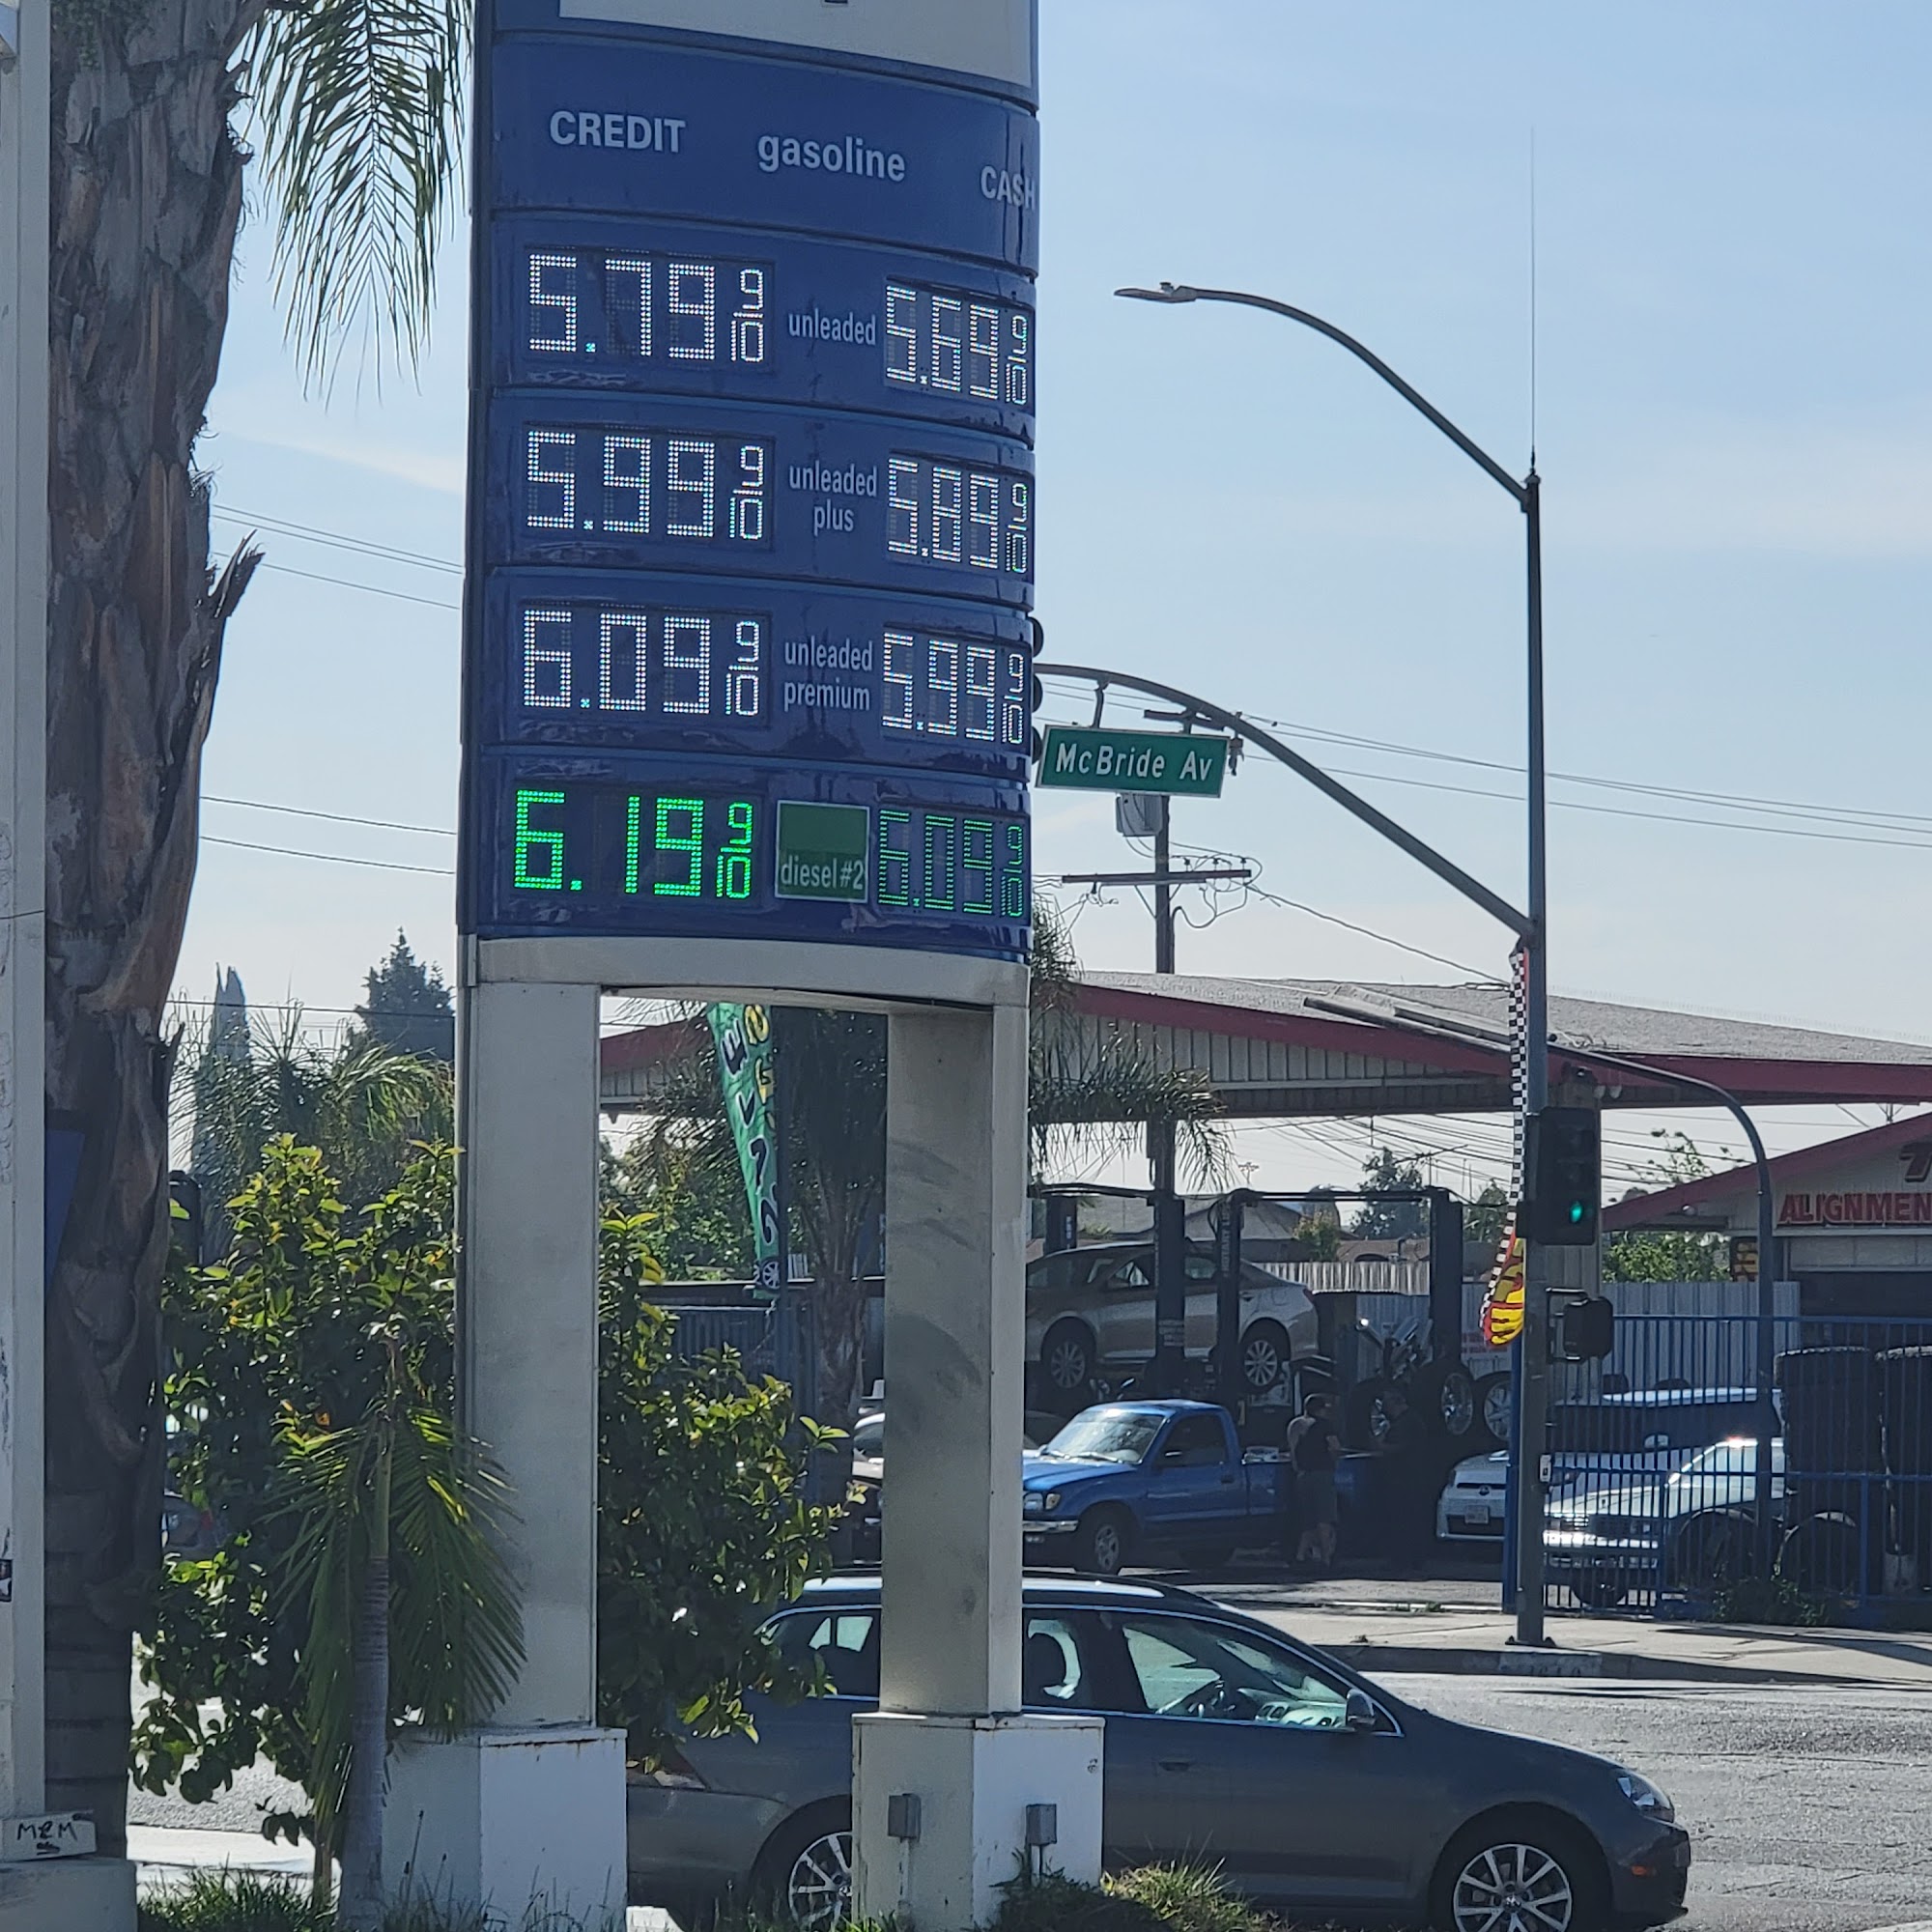 CREDIT gasoline CASH
5.79 9/10 unleaded 5.69 9/10
5.99 9/10 unleaded plus 5.89 9/10
6.09 9/10 unleaded premium 5.99 9/10
6.19 9/10 diesel #2 6.09 9/10
McBride Av
ALIGNMEN
MRM